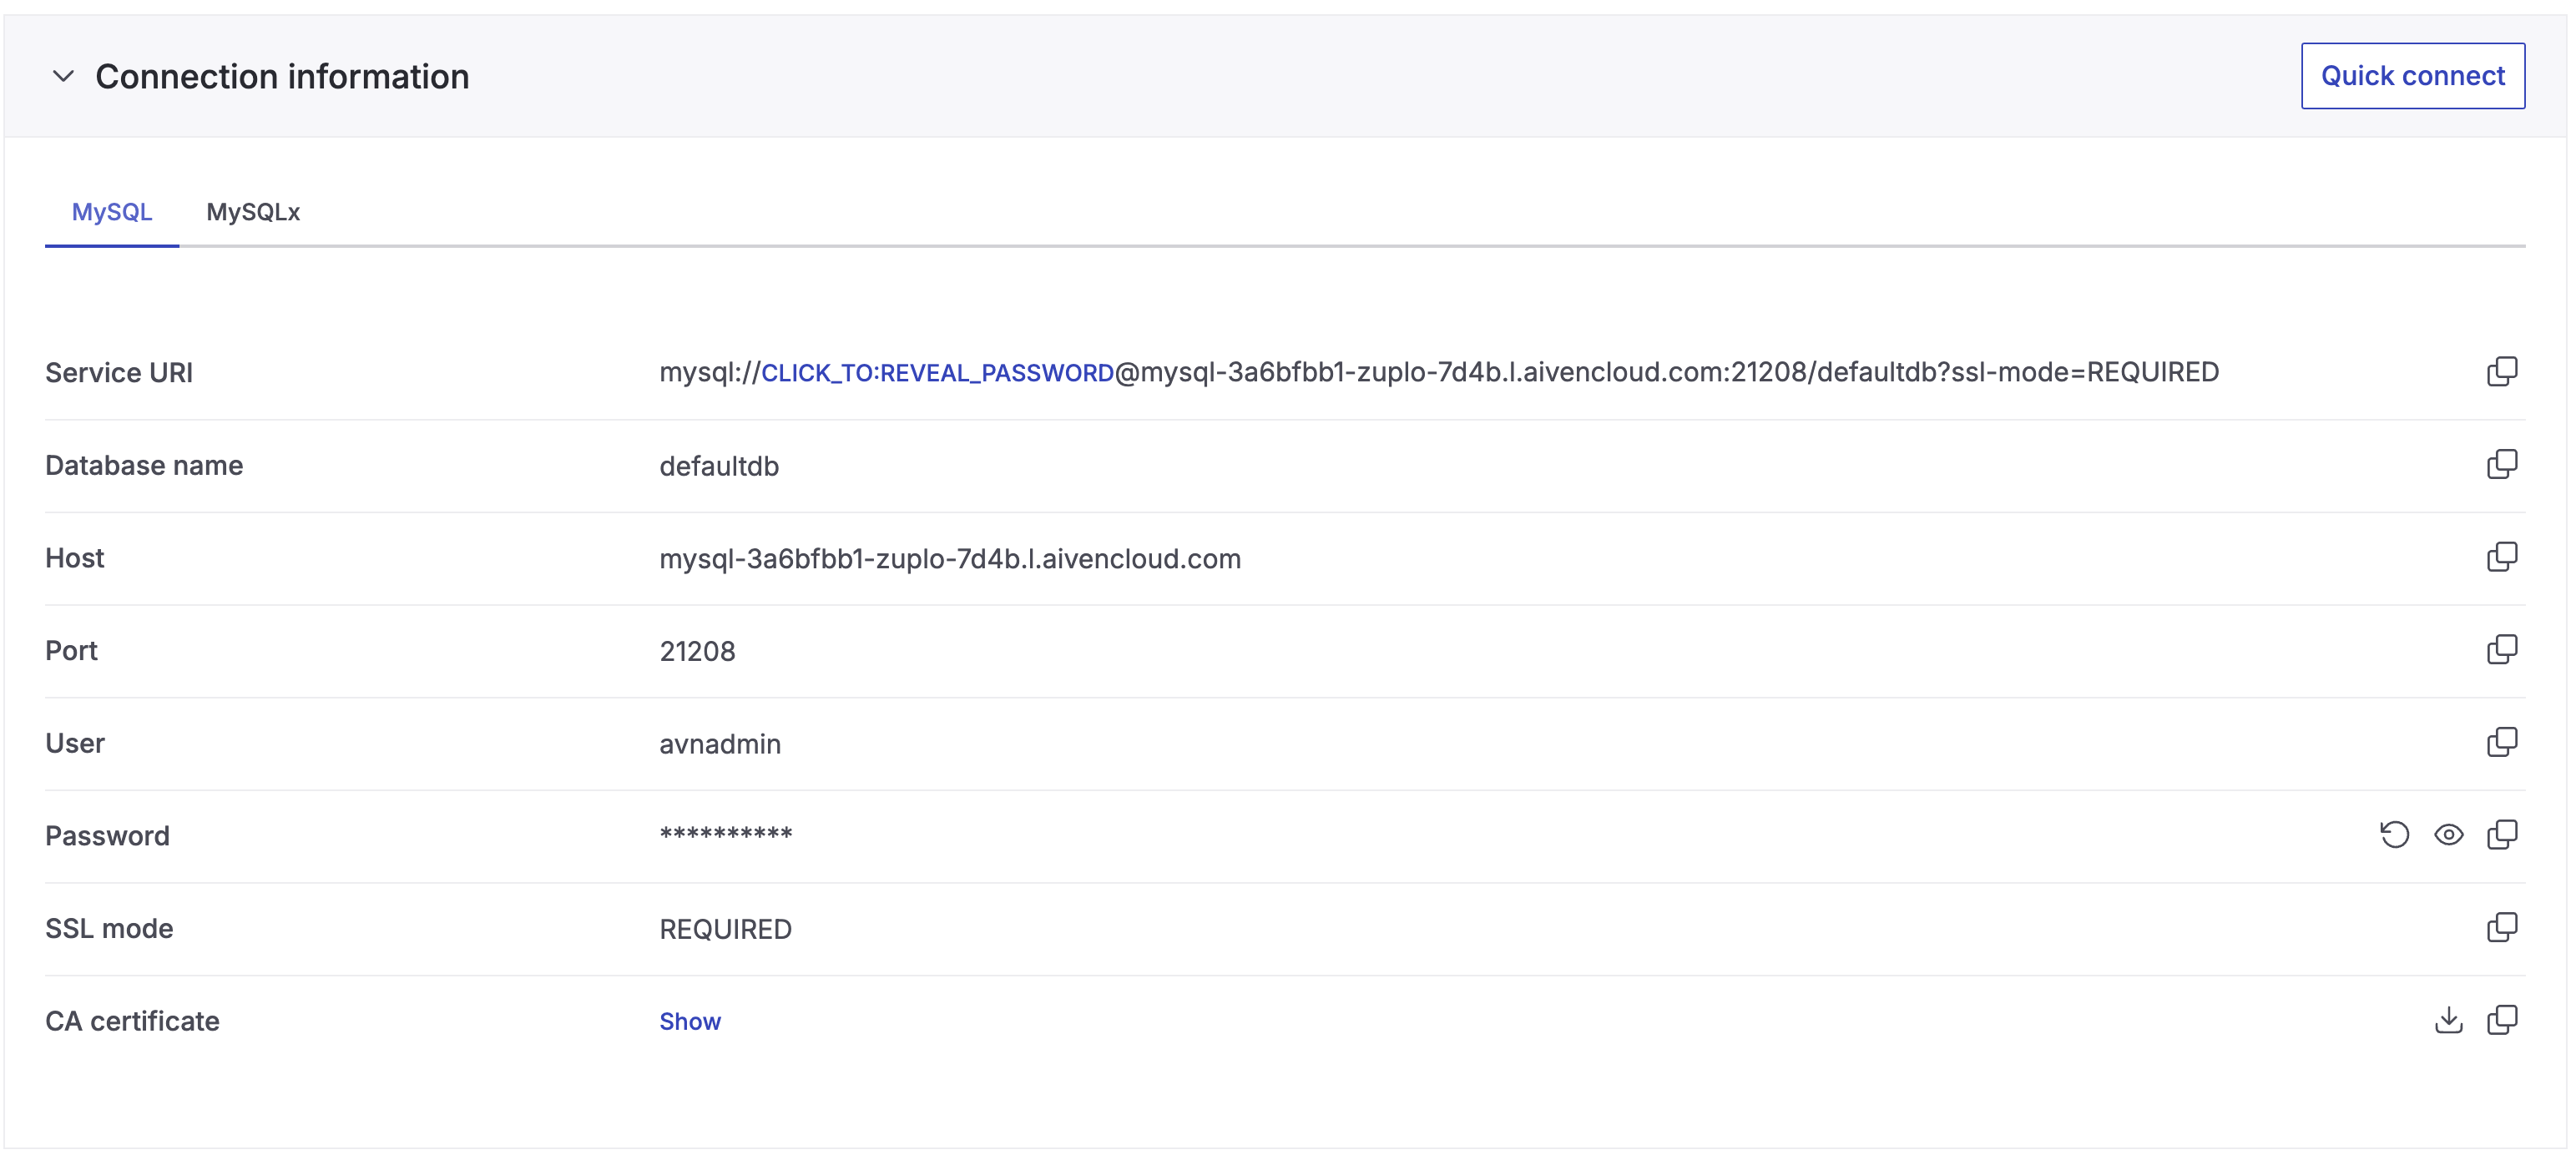 Connection information
Quick connect
MySQL MySQLx
Service URI mysql://CLICK_TO:REVEAL_PASSWORD@mysql-3a6bfbb1-zuplo-7d4b.l.aivencloud.com:21208/defaultdb?ssl-mode=REQUIRED
Database name defaultdb
Host mysql-3a6bfbb1-zuplo-7d4b.l.aivencloud.com
Port 21208
User avnadmin
Password **********
SSL mode REQUIRED
CA certificate Show